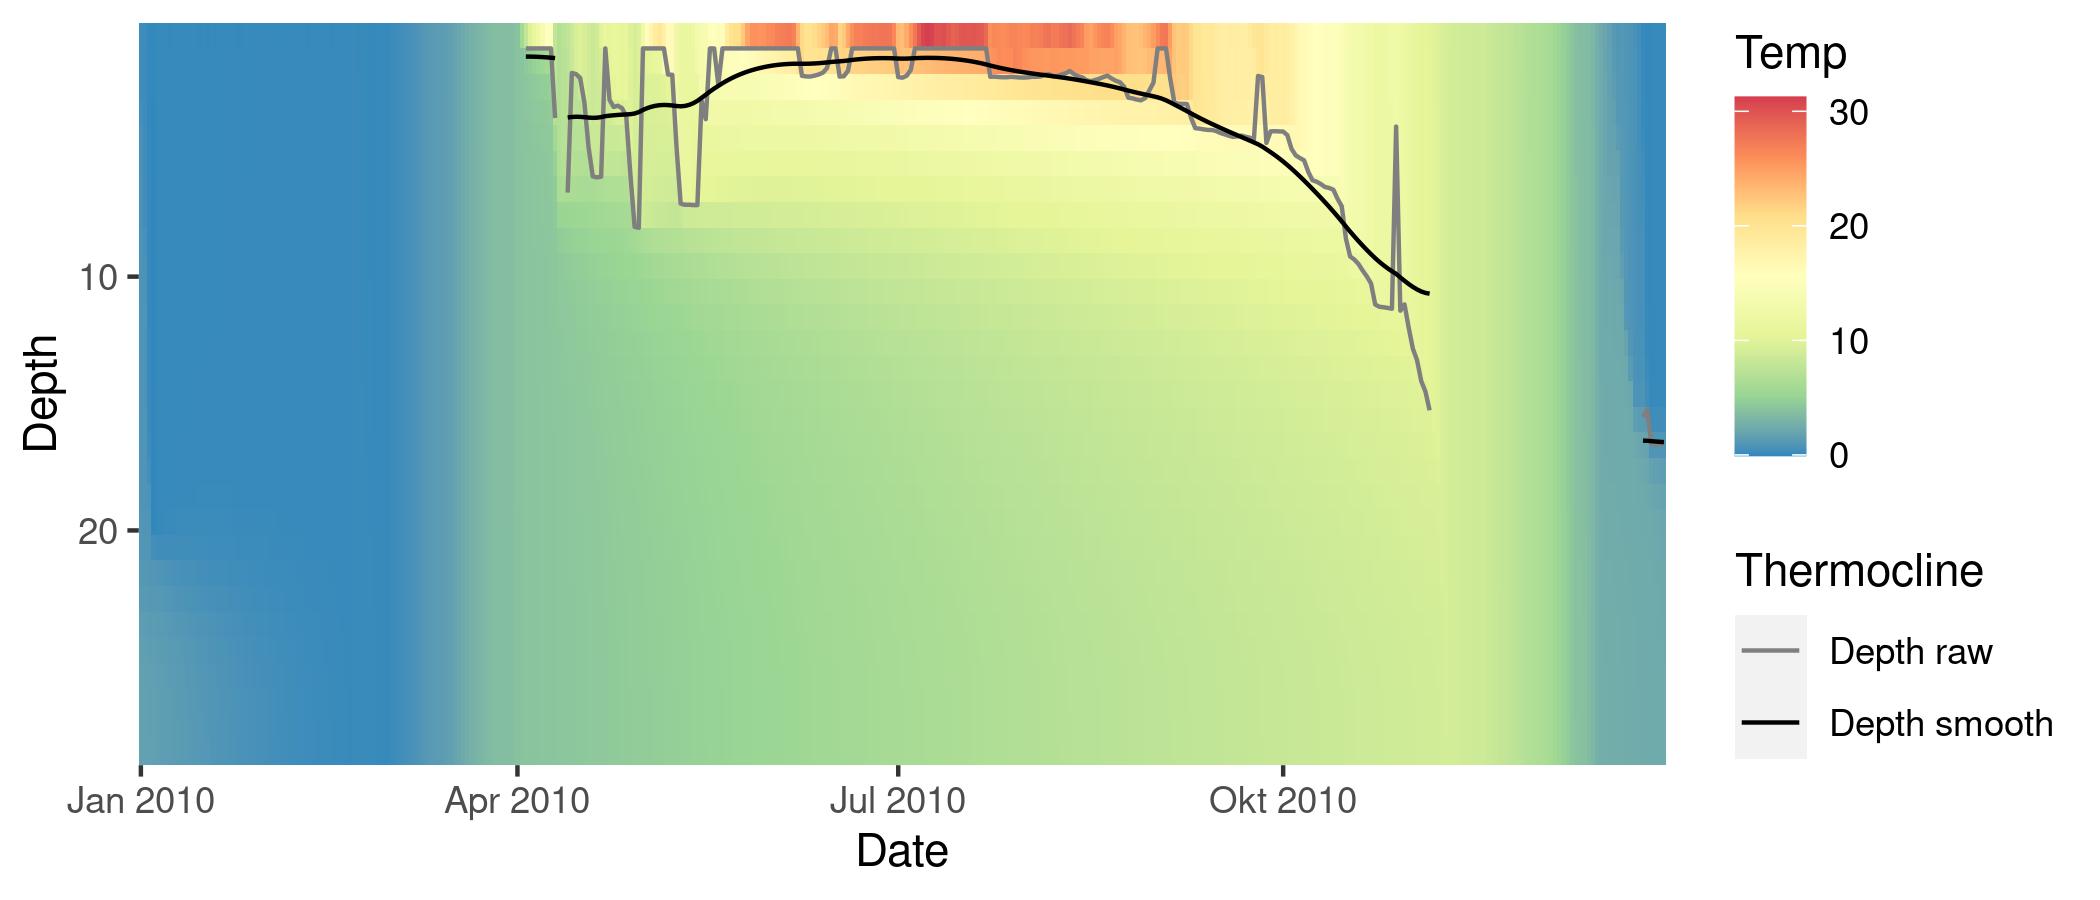 Depth
10
20
Jan 2010
Apr 2010
Jul 2010
Okt 2010
Date
Temp
30
20
10
0
Thermocline
Depth raw
Depth smooth